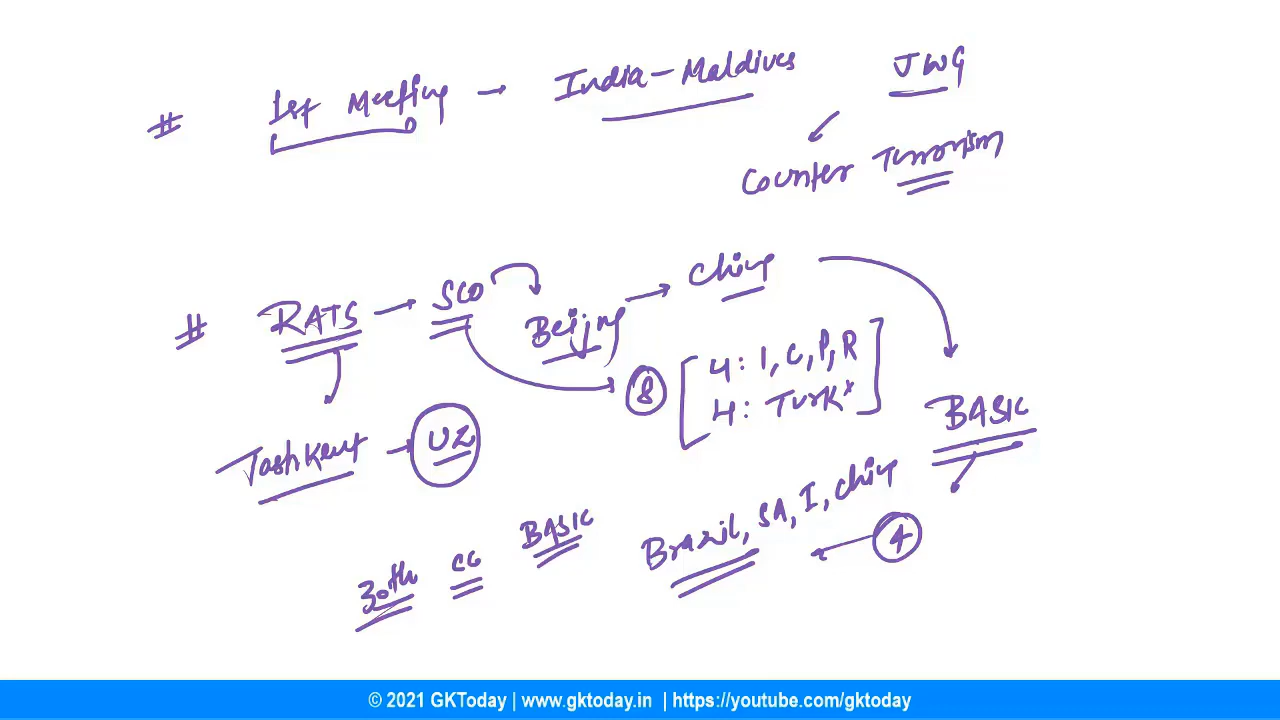 # 1st Meeting → India-Maldives JWG
Counter Terrorism
# RATS → SCO Beijing → China
8 4: I, C, P, R
4: Turk*
BASIC
Tashkent → UZ
Brazil, SA, I, China
4
30th CC BASIC
© 2021 GKToday | www.gktoday.in | https://youtube.com/gktoday